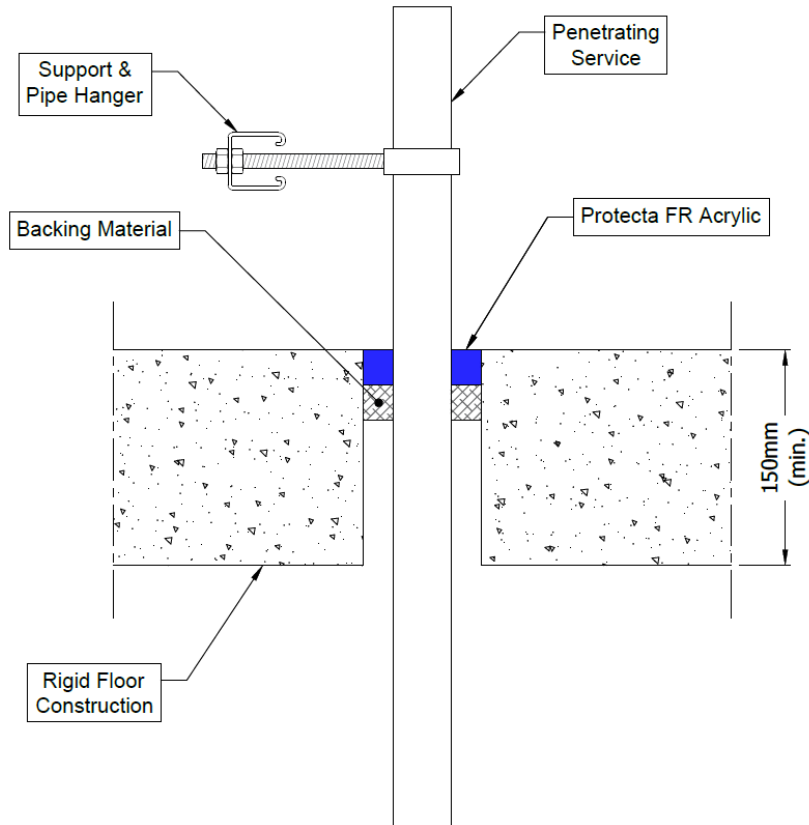 Penetrating
Service
Support &
Pipe Hanger
Protecta FR Acrylic
Backing Material
150mm
(min.)
Rigid Floor
Construction